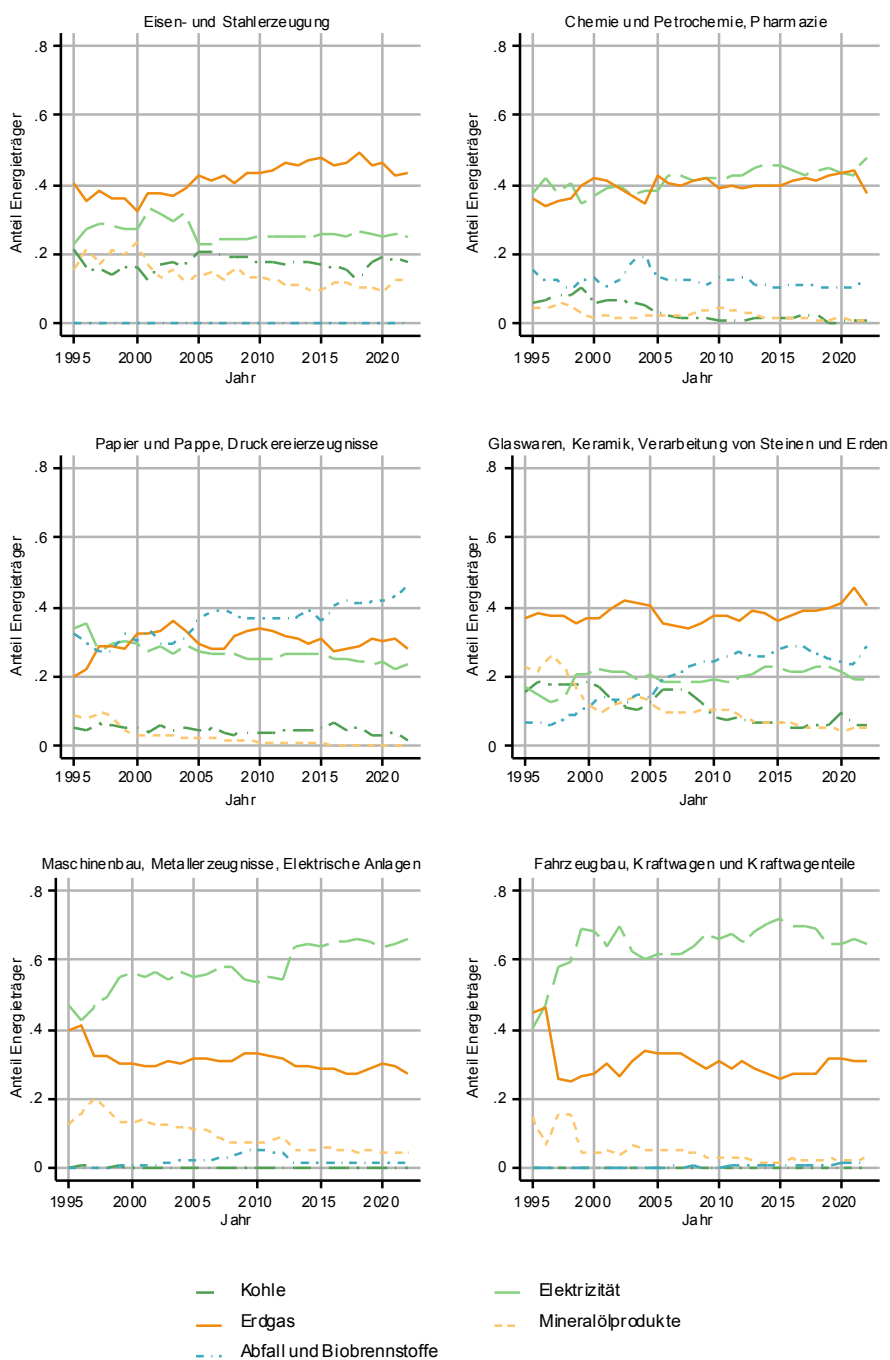 Eisen- und Stahlerzeugung
.8
.6
.4
.2
0
Anteil Energieträger
1995 2000 2005 2010 2015 2020
Jahr
Chemie und Petrochemie, Pharmazie
.8
.6
.4
.2
0
Anteil Energieträger
1995 2000 2005 2010 2015 2020
Jahr
Papier und Pappe, Druckereierzeugnisse
.8
.6
.4
.2
0
Anteil Energieträger
1995 2000 2005 2010 2015 2020
Jahr
Glaswaren, Keramik, Verarbeitung von Steinen und Erden
.8
.6
.4
.2
0
Anteil Energieträger
1995 2000 2005 2010 2015 2020
Jahr
Maschinenbau, Metallerzeugnisse, Elektrische Anlagen
.8
.6
.4
.2
0
Anteil Energieträger
1995 2000 2005 2010 2015 2020
Jahr
Fahrzeugbau, Kraftwagen und Kraftwagenteile
.8
.6
.4
.2
0
Anteil Energieträger
1995 2000 2005 2010 2015 2020
Jahr
Kohle
Elektrizität
Erdgas
Mineralölprodukte
Abfall und Biobrennstoffe